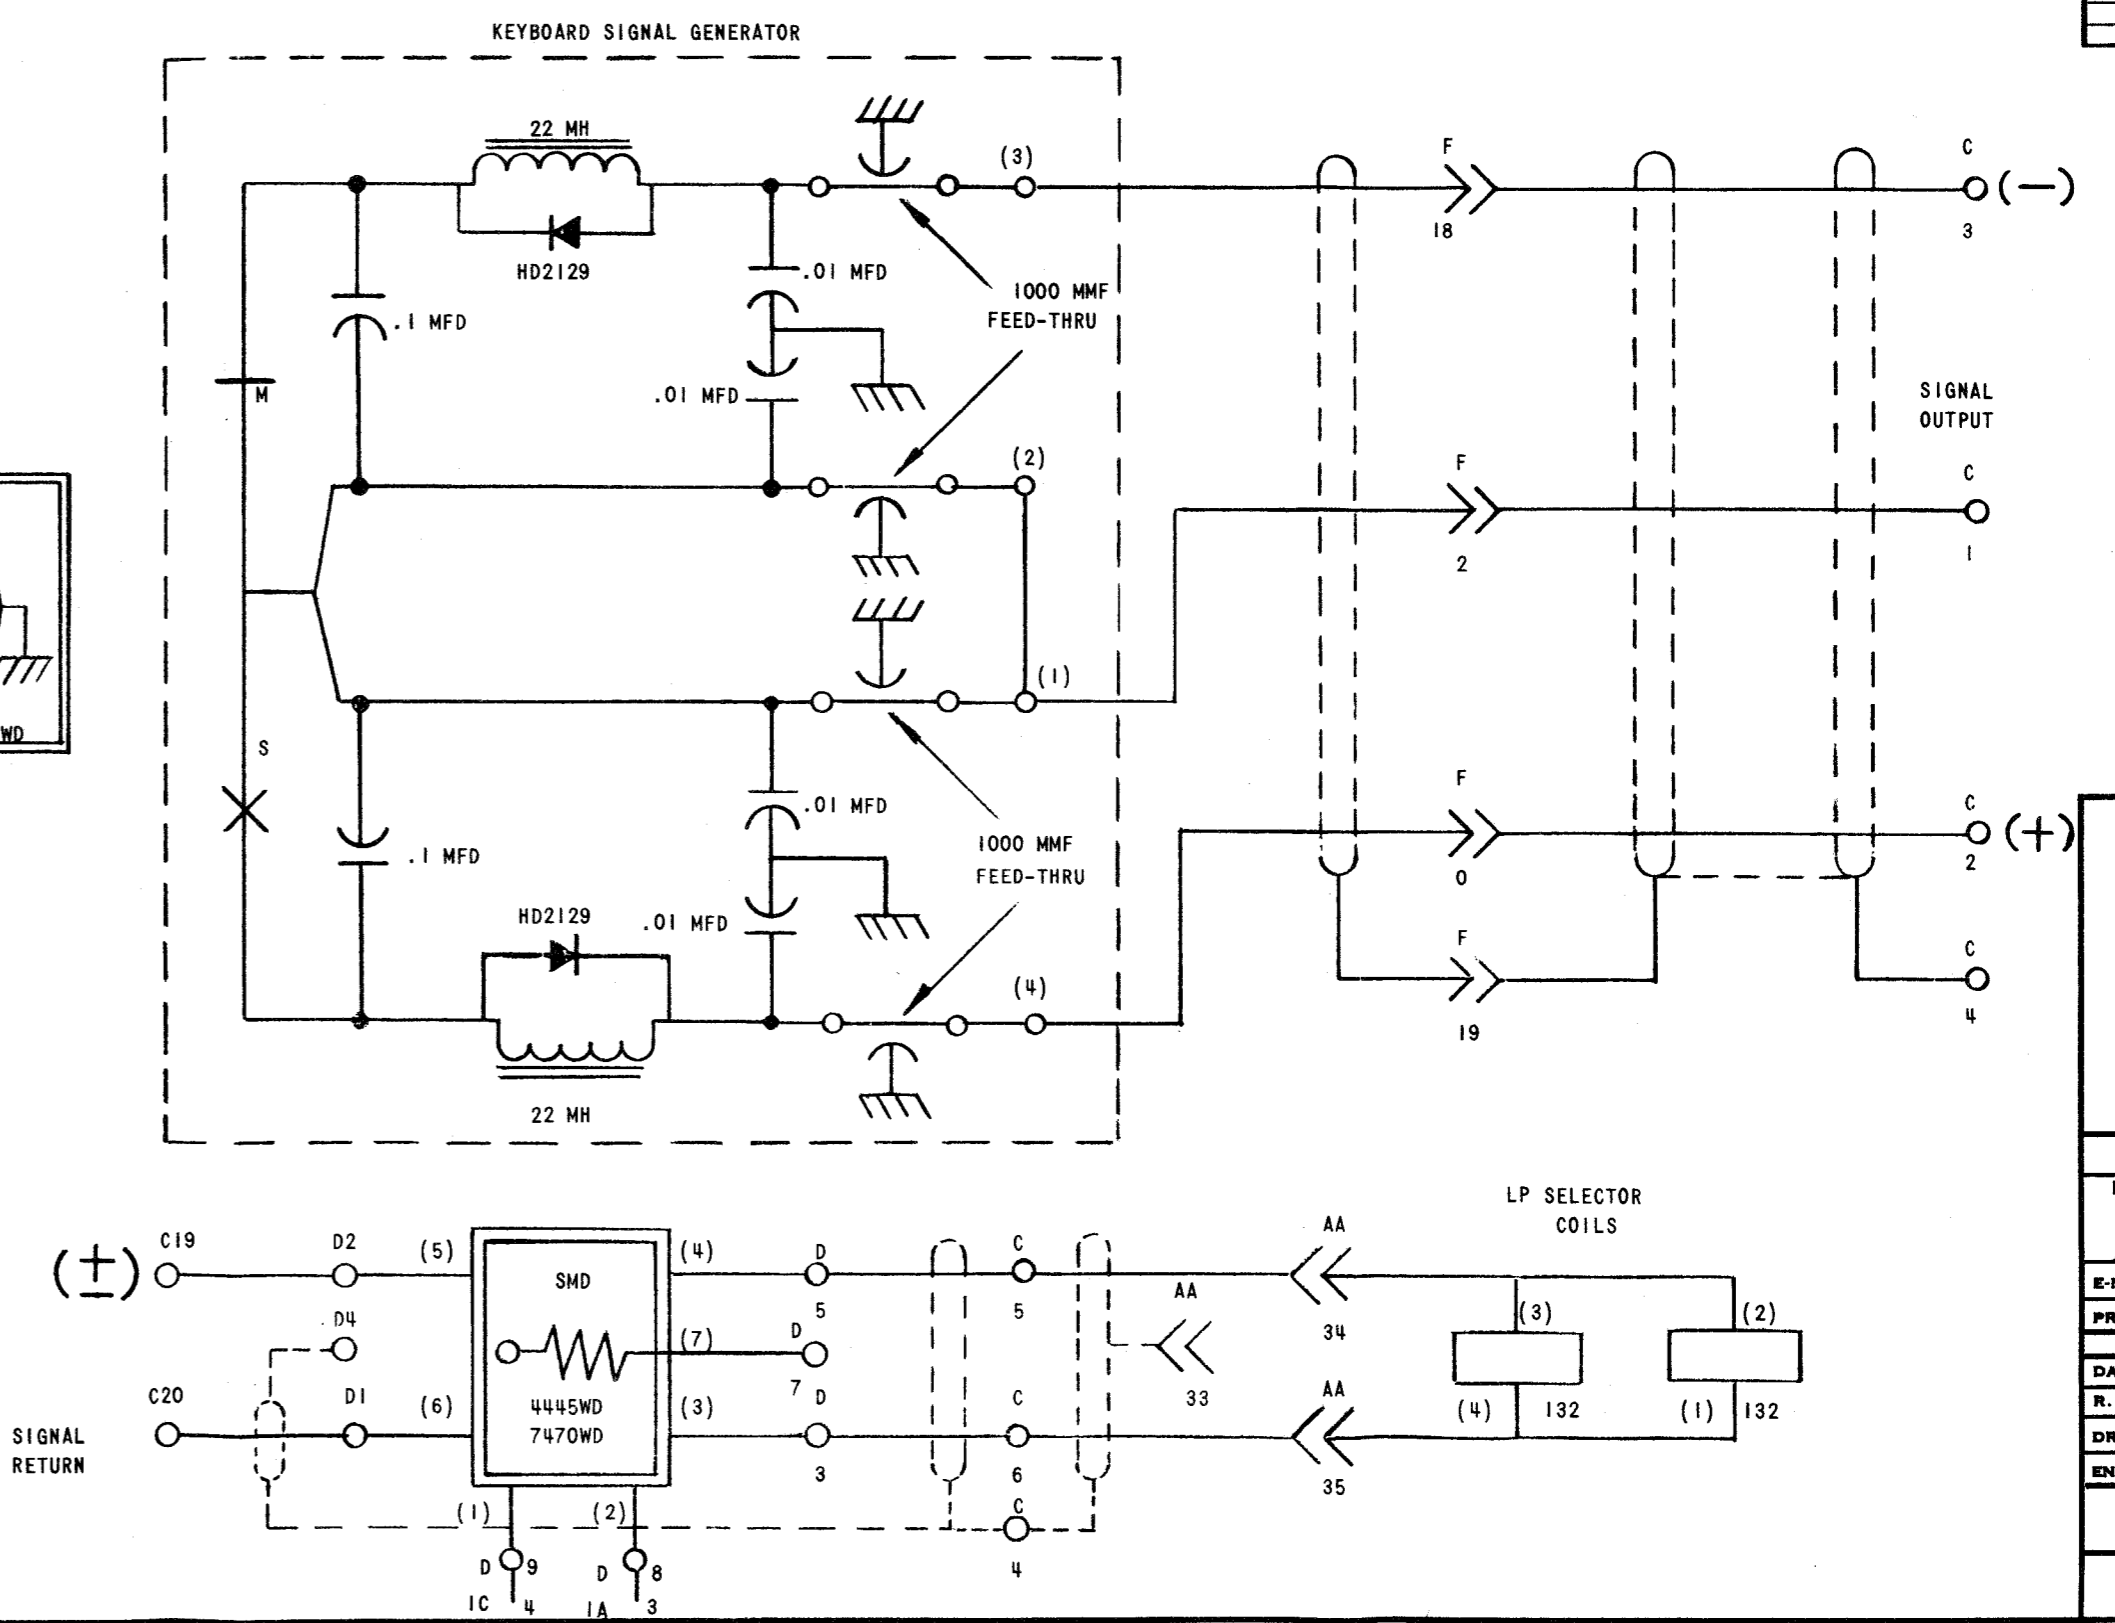 KEYBOARD SIGNAL GENERATOR
22 MH
(3)
F
C
(—)
18
3
HD2129
.01 MFD
1000 MMF
FEED-THRU
.1 MFD
M
.01 MFD
SIGNAL
OUTPUT
(2)
F
C
2
1
(1)
WD
S
F
C
(+)
.01 MFD
1000 MMF
FEED-THRU
0
2
.1 MFD
HD2129
.01 MFD
F
C
(4)
19
4
22 MH
LP SELECTOR
COILS
(±)
C19
D2
(5)
(4)
D
C
AA
SMD
5
5
AA
34
(3)
(2)
D4
(7)
D
7
33
C20
D1
(6)
4445WD
7470WD
(3)
D
C
AA
(4)
132
(1)
132
SIGNAL
RETURN
3
6
35
(1)
(2)
C
4
D
9
D
8
1C
4
1A
3
E-
PR
DA
R.
DR
EN